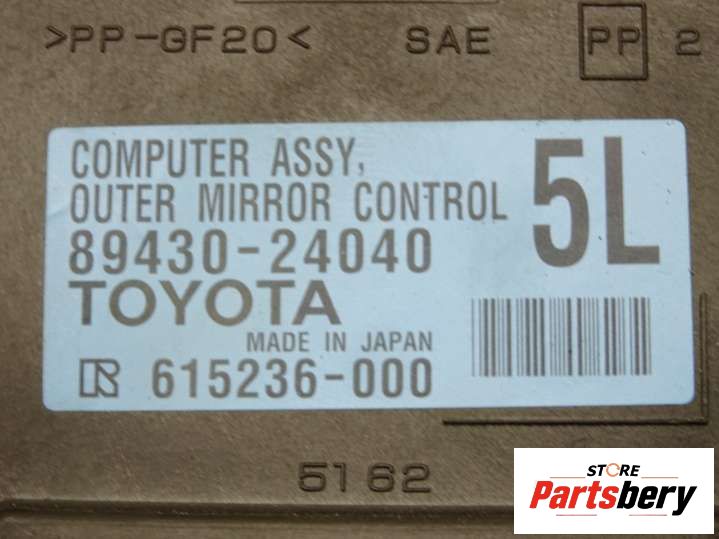 >PP-GF20< SAE PP 2
COMPUTER ASSY,
OUTER MIRROR CONTROL
5L
89430-24040
TOYOTA
MADE IN JAPAN
615236-000
5162
STORE
Partsbery